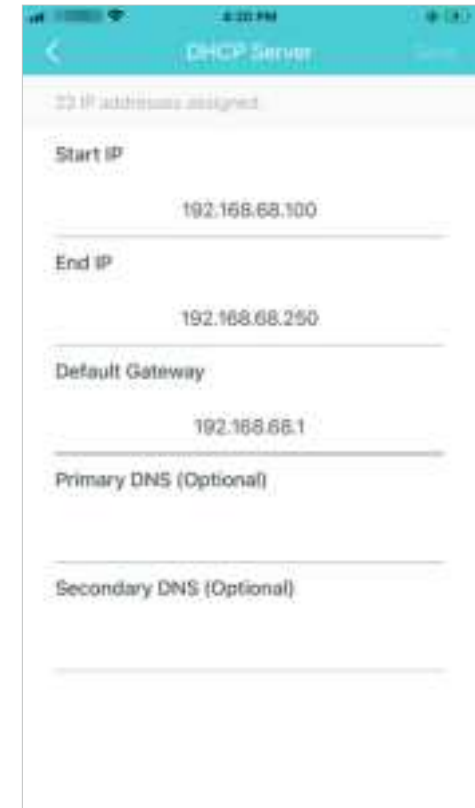 4:20 PM
DHCP Server
IP addresses assigned
Start IP
192.168.68.100
End IP
192.168.68.250
Default Gateway
192.168.68.1
Primary DNS (Optional)
Secondary DNS (Optional)